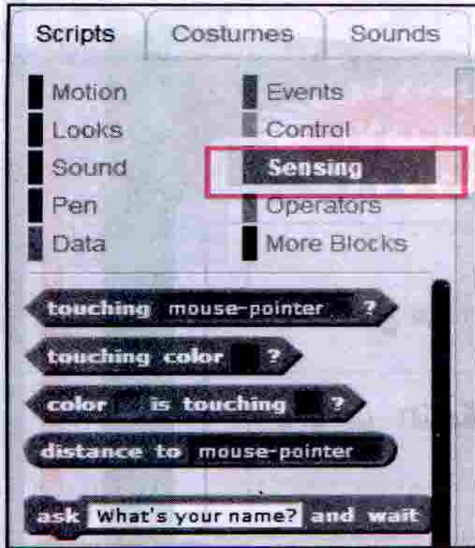 Scripts Costumes Sounds
Motion Events
Looks Control
Sound Sensing
Pen Operators
Data More Blocks
touching mouse-pointer ?
touching color ?
color is touching ?
distance to mouse-pointer
ask What's your name? and wait